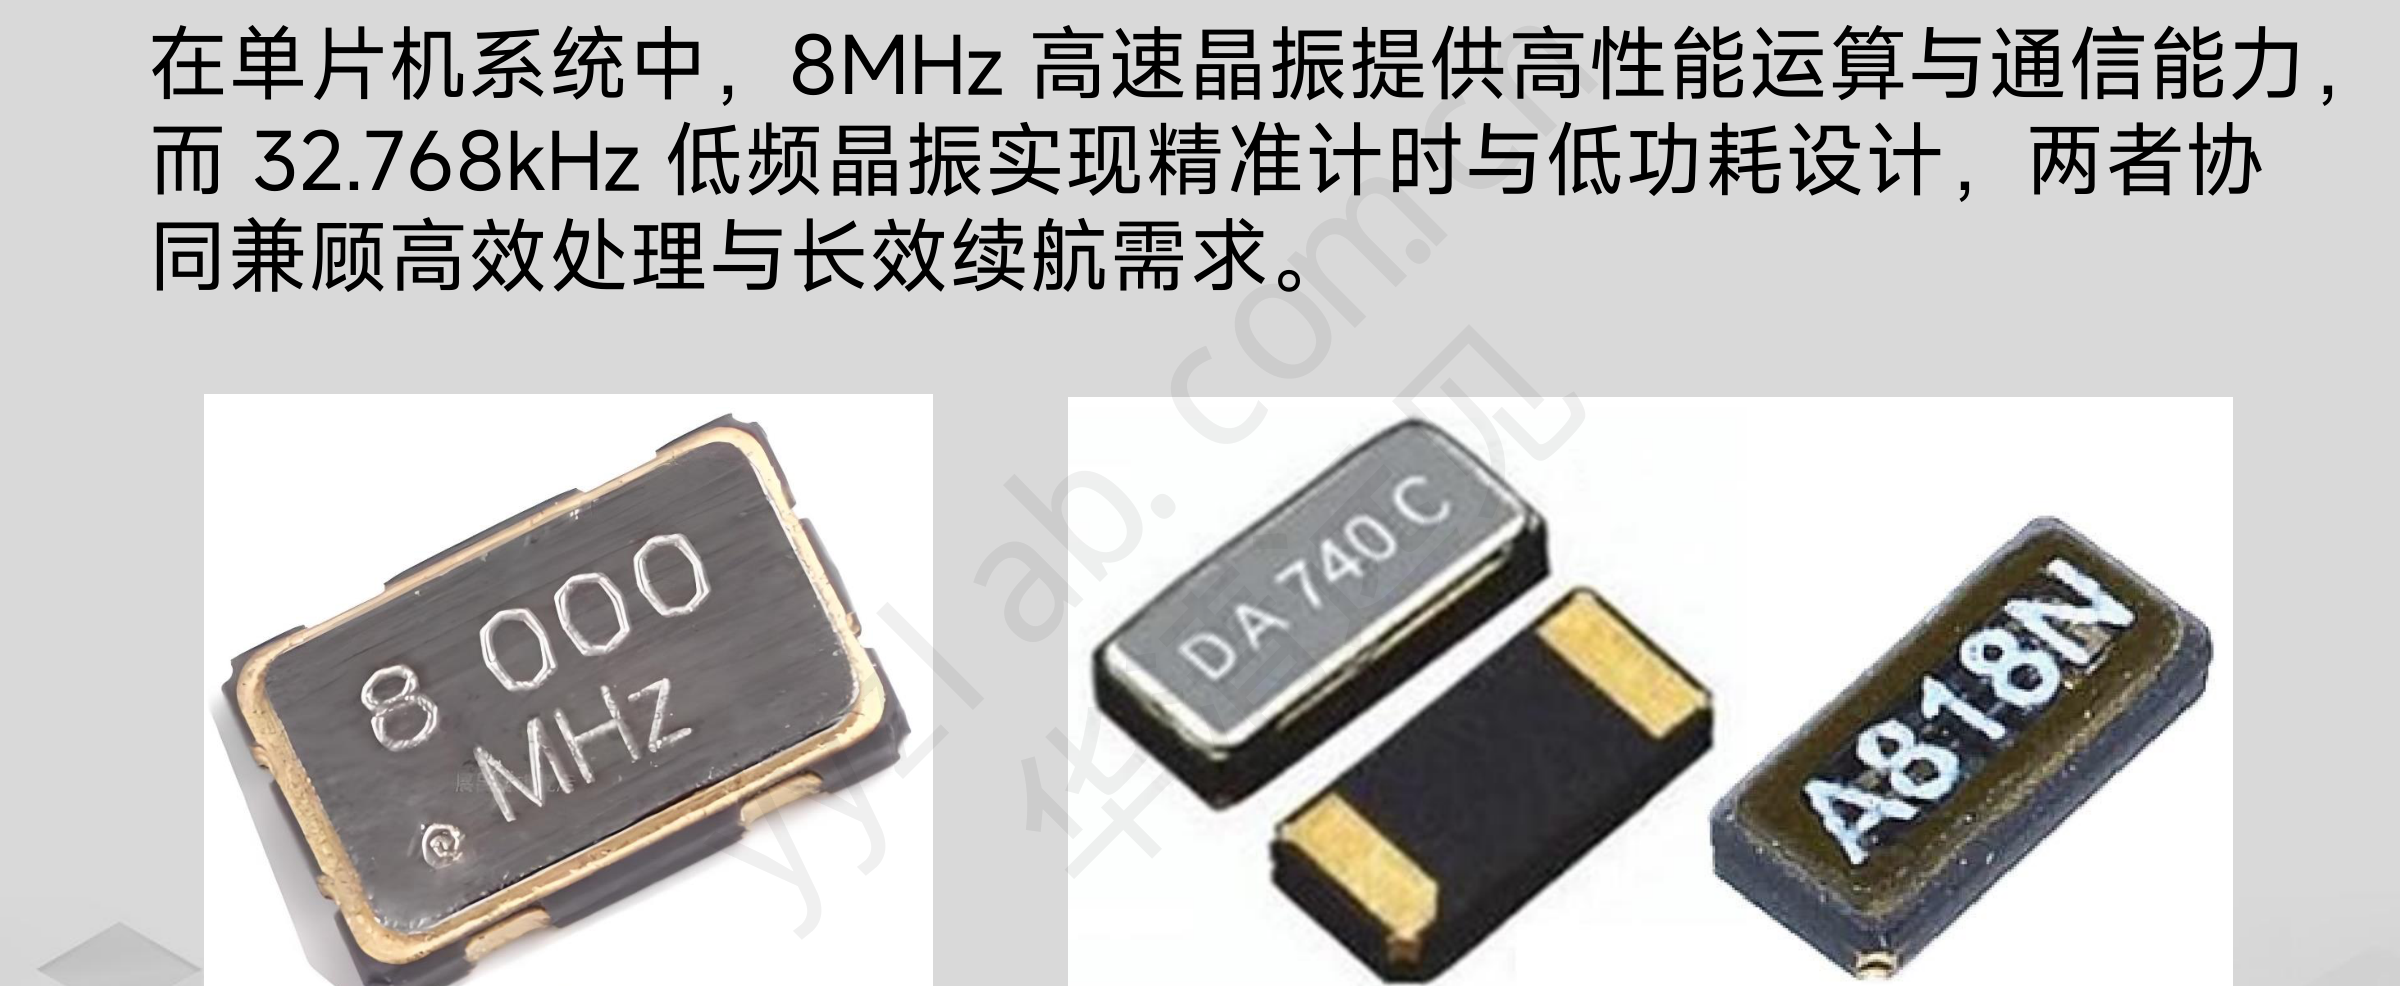 在单片机系统中，8MHz 高速晶振提供高性能运算与通信能力，
而 32.768kHz 低频晶振实现精准计时与低功耗设计，两者协
同兼顾高效处理与长效续航需求。
8 000
MHz
DA 740 C
A818N
yyzlab.com.cn